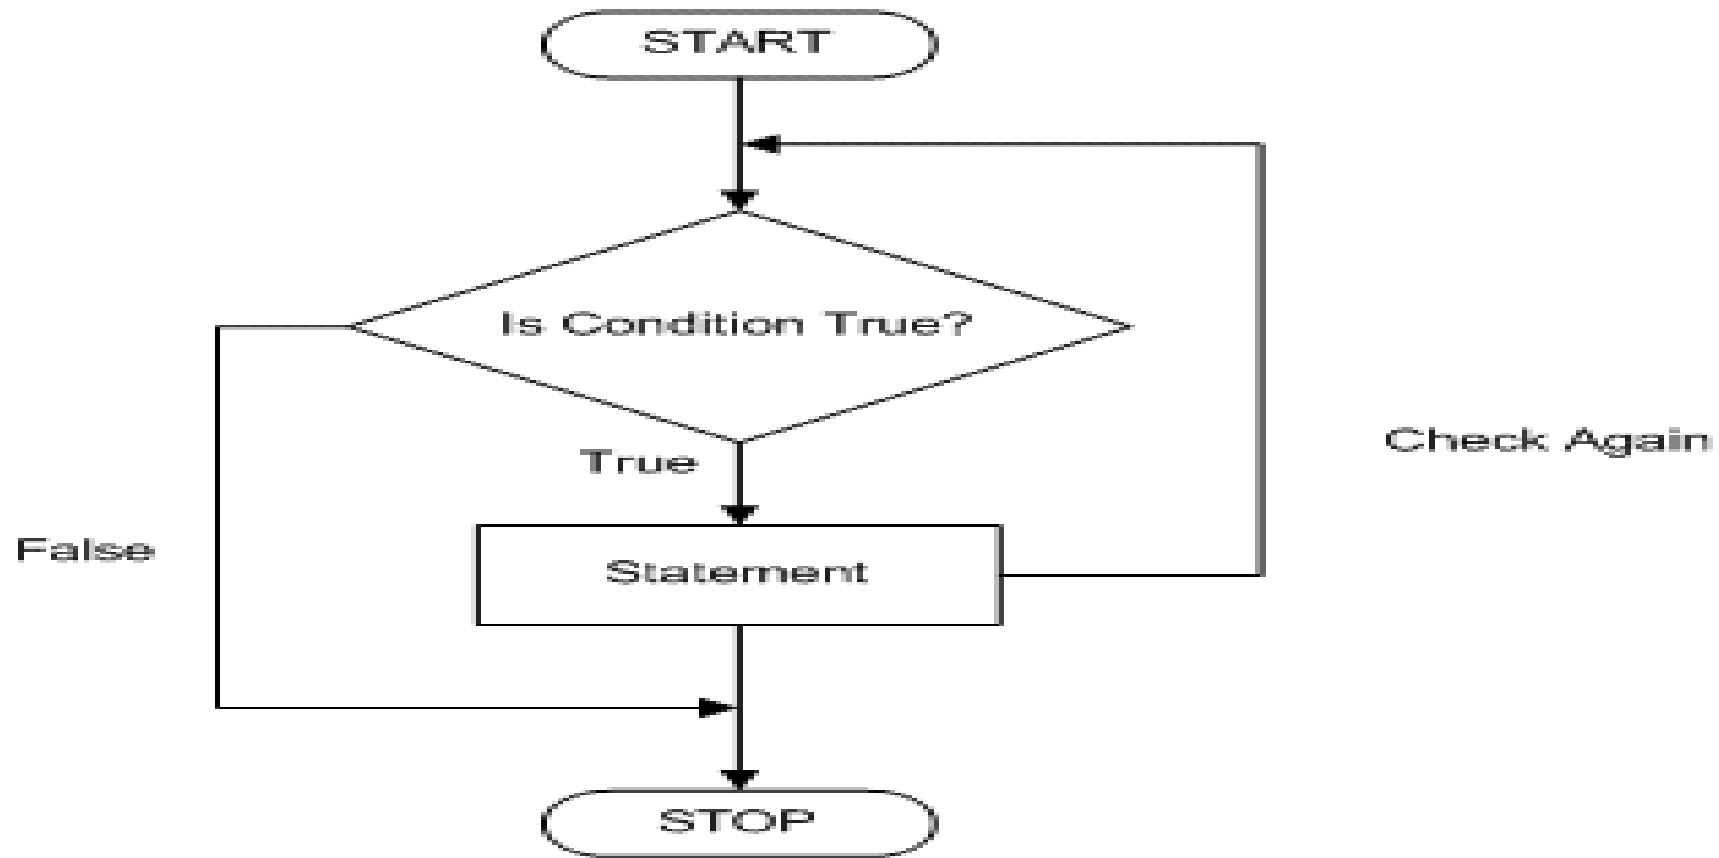 START
Is Condition True?
True
Check Again
False
Statement
STOP